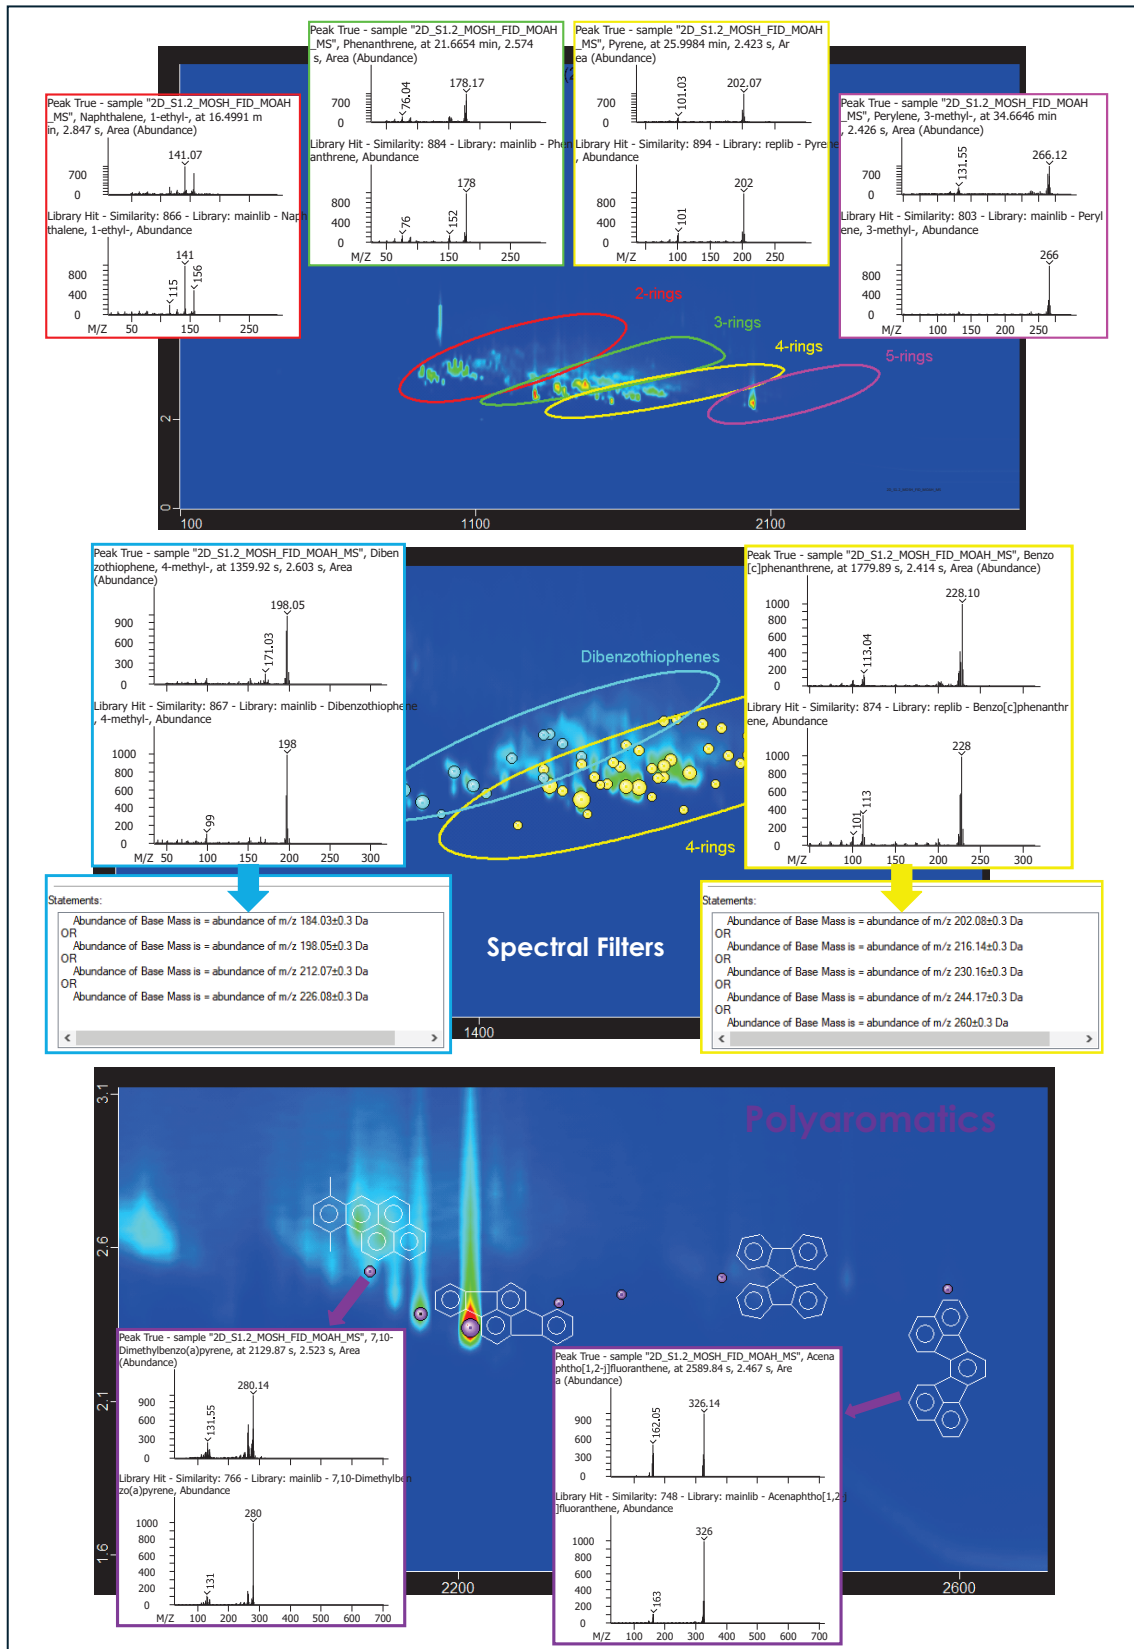 Peak True - sample "2D_S1.2_MOSH_FID_MOAH
_MS", Phenanthrene, at 21.6654 min, 2.574
s, Area (Abundance)
178.17
76.04
700
0
Library Hit - Similarity: 884 - Library: mainlib - Phen
anthrene, Abundance
178
76
152
800
400
0
M/Z 50 150 250
Peak True - sample "2D_S1.2_MOSH_FID_MOAH
_MS", Pyrene, at 25.9984 min, 2.423 s, Ar
ea (Abundance)
202.07
101.03
700
0
Library Hit - Similarity: 894 - Library: replib - Pyrene
, Abundance
202
101
800
400
0
M/Z 100 150 200 250
Peak True - sample "2D_S1.2_MOSH_FID_MOAH
_MS", Naphthalene, 1-ethyl-, at 16.4991 m
in, 2.847 s, Area (Abundance)
141.07
700
0
Library Hit - Similarity: 866 - Library: mainlib - Naph
thalene, 1-ethyl-, Abundance
141
115
156
800
400
0
M/Z 50 150 250
Peak True - sample "2D_S1.2_MOSH_FID_MOAH
_MS", Perylene, 3-methyl-, at 34.6646 min
, 2.426 s, Area (Abundance)
266.12
131.55
700
0
Library Hit - Similarity: 803 - Library: mainlib - Peryl
ene, 3-methyl-, Abundance
266
800
400
0
M/Z 100 150 200 250
2-rings
3-rings
4-rings
5-rings
2
0
100 1100 2100
Peak True - sample "2D_S1.2_MOSH_FID_MOAH_MS", Diben
zothiophene, 4-methyl-, at 1359.92 s, 2.603 s, Area
(Abundance)
198.05
171.03
900
600
300
0
Library Hit - Similarity: 867 - Library: mainlib - Dibenzothiophene
, 4-methyl-, Abundance
198
99
1000
800
600
400
200
0
M/Z 50 100 150 200 250 300
Peak True - sample "2D_S1.2_MOSH_FID_MOAH_MS", Benzo
[c]phenanthrene, at 1779.89 s, 2.414 s, Area (Abundance)
228.10
113.04
1000
800
600
400
200
0
Library Hit - Similarity: 874 - Library: replib - Benzo[c]phenanthr
ene, Abundance
228
101
113
1000
800
600
400
200
0
M/Z 100 150 200 250 300
Dibenzothiophenes
4-rings
Statements:
Abundance of Base Mass is = abundance of m/z 184.03±0.3 Da
OR
Abundance of Base Mass is = abundance of m/z 198.05±0.3 Da
OR
Abundance of Base Mass is = abundance of m/z 212.07±0.3 Da
OR
Abundance of Base Mass is = abundance of m/z 226.08±0.3 Da
Spectral Filters
Statements:
Abundance of Base Mass is = abundance of m/z 202.08±0.3 Da
OR
Abundance of Base Mass is = abundance of m/z 216.14±0.3 Da
OR
Abundance of Base Mass is = abundance of m/z 230.16±0.3 Da
OR
Abundance of Base Mass is = abundance of m/z 244.17±0.3 Da
OR
Abundance of Base Mass is = abundance of m/z 260±0.3 Da
1400
Polyaromatics
3.1
2.6
2.1
1.6
2200 2600
Peak True - sample "2D_S1.2_MOSH_FID_MOAH_MS", 7,10-
Dimethylbenzo(a)pyrene, at 2129.87 s, 2.523 s, Area
(Abundance)
280.14
131.55
900
600
300
0
Library Hit - Similarity: 766 - Library: mainlib - 7,10-Dimethylben
zo(a)pyrene, Abundance
280
131
1000
800
600
400
200
0
M/Z 100 200 300 400 500 600 700
Peak True - sample "2D_S1.2_MOSH_FID_MOAH_MS", Acena
phtho[1,2-j]fluoranthene, at 2589.84 s, 2.467 s, Are
a (Abundance)
326.14
162.05
900
600
300
0
Library Hit - Similarity: 748 - Library: mainlib - Acenaphtho[1,2-j
]fluoranthene, Abundance
326
163
1000
800
600
400
200
0
M/Z 100 200 300 400 500 600 700